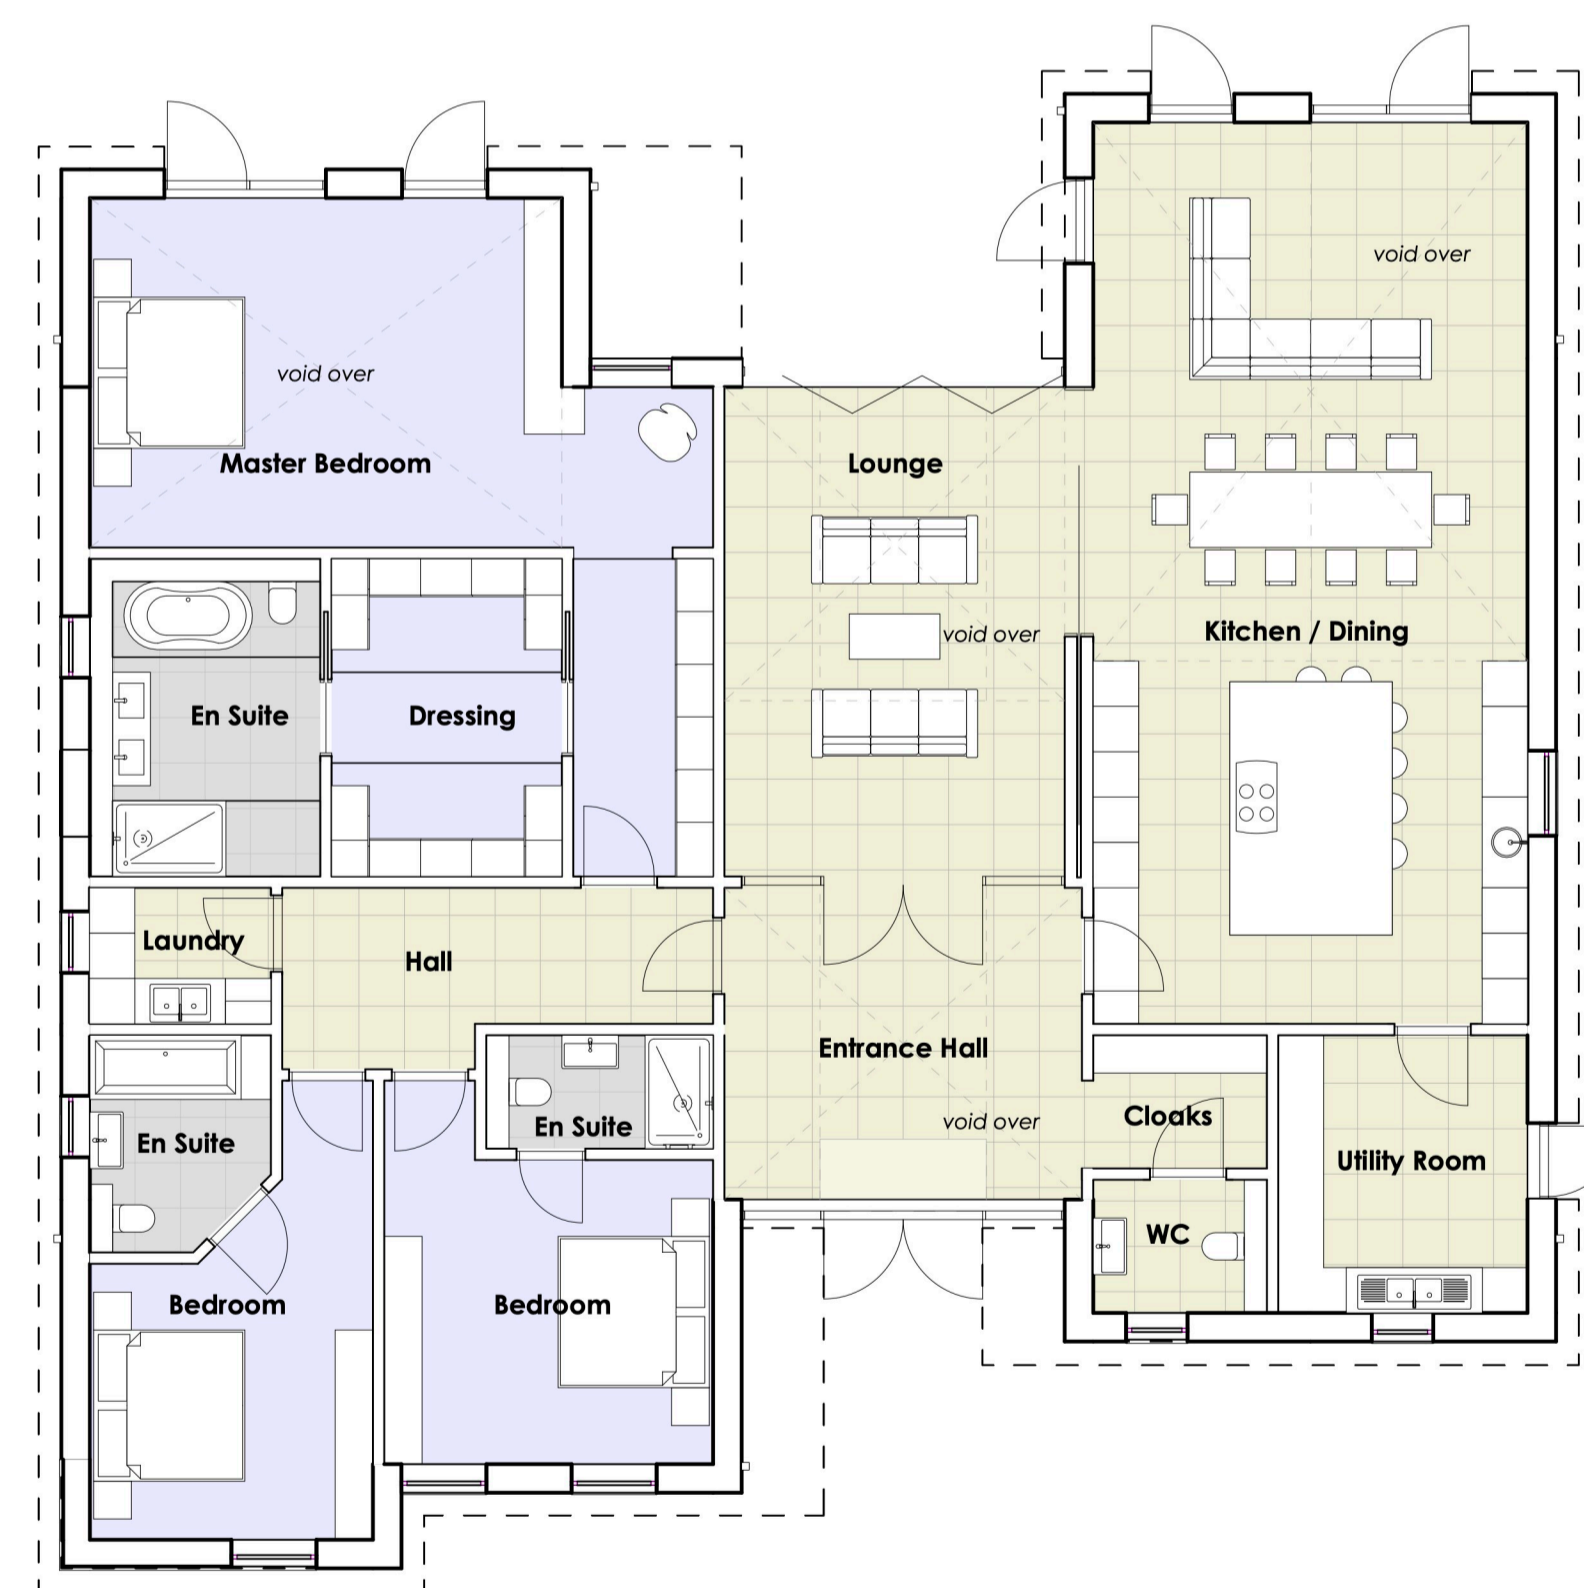 void over
void over
Master Bedroom
Lounge
void over
Kitchen / Dining
En Suite
Dressing
Laundry
Hall
Entrance Hall
void over
Cloaks
En Suite
En Suite
Utility Room
WC
Bedroom
Bedroom